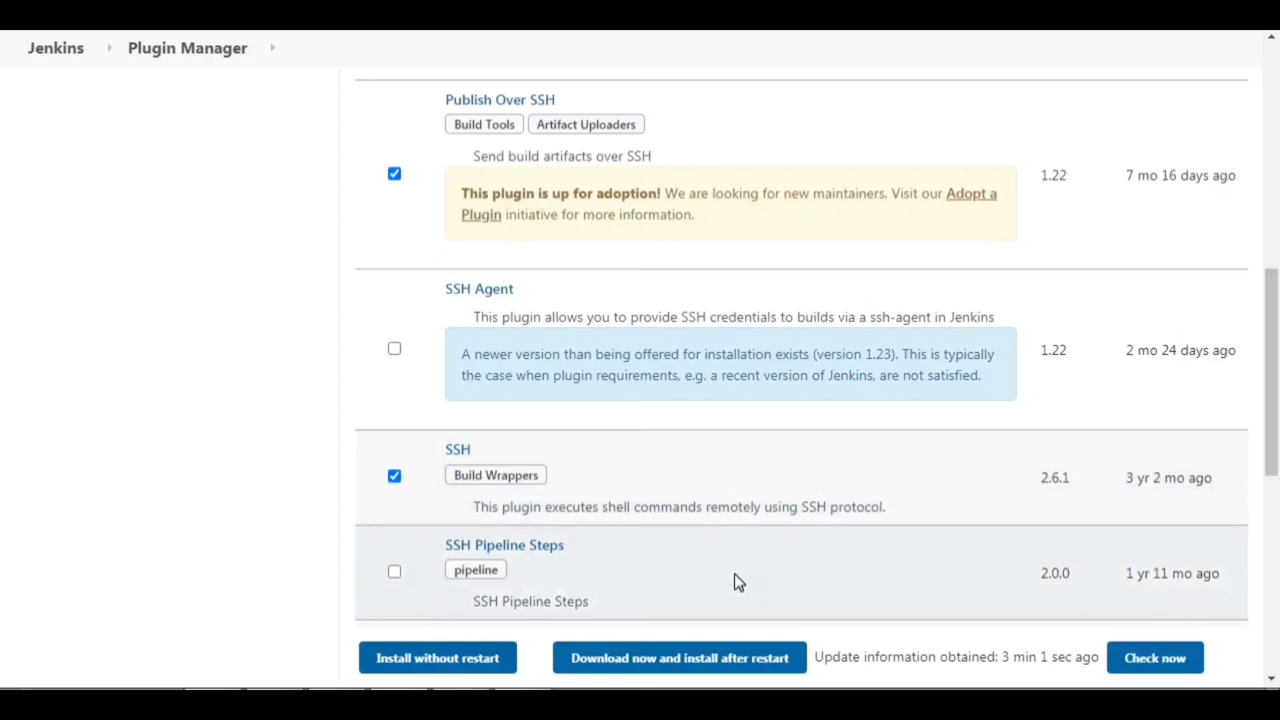 Jenkins
Plugin Manager
Publish Over SSH
Build Tools Artifact Uploaders
Send build artifacts over SSH
This plugin is up for adoption! We are looking for new maintainers. Visit our Adopt a
Plugin initiative for more information.
1.22
7 mo 16 days ago
SSH Agent
This plugin allows you to provide SSH credentials to builds via a ssh-agent in Jenkins
A newer version than being offered for installation exists (version 1.23). This is typically
the case when plugin requirements, e.g. a recent version of Jenkins, are not satisfied.
1.22
2 mo 24 days ago
SSH
Build Wrappers
This plugin executes shell commands remotely using SSH protocol.
2.6.1
3 yr 2 mo ago
SSH Pipeline Steps
pipeline
SSH Pipeline Steps
2.0.0
1 yr 11 mo ago
Install without restart
Download now and install after restart
Update information obtained: 3 min 1 sec ago
Check now